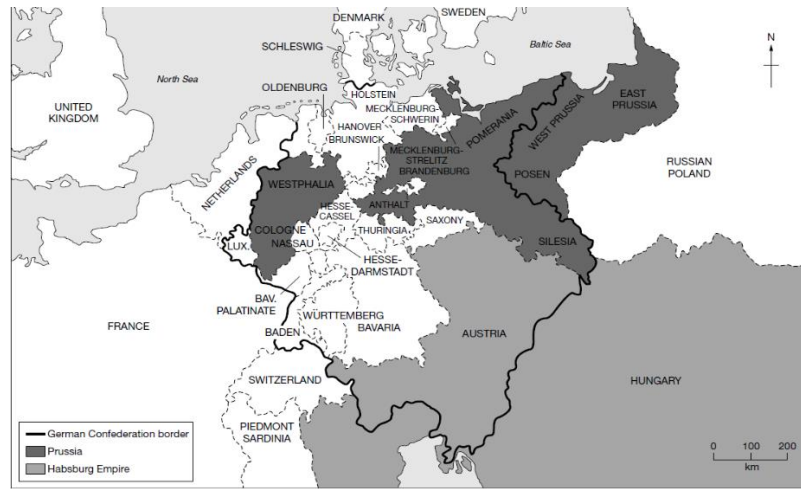 DENMARK
SWEDEN
SCHLESWIG
Baltic Sea
N
North Sea
OLDENBURG
HOLSTEIN
EAST
PRUSSIA
UNITED
KINGDOM
MECKLENBURG-
SCHWERIN
POMERANIA
WEST PRUSSIA
HANOVER
BRUNSWICK
MECKLENBURG-
STRELITZ
BRANDENBURG
NETHERLANDS
RUSSIAN
POLAND
POSEN
WESTPHALIA
HESSE-
CASSEL
ANTHALT
SAXONY
COLOGNE
NASSAU
THURINGIA
LUX.
SILESIA
HESSE-
DARMSTADT
BAV.
PALATINATE
FRANCE
WÜRTTEMBERG
BAVARIA
AUSTRIA
BADEN
SWITZERLAND
HUNGARY
PIEDMONT
SARDINIA
German Confederation border
Prussia
Habsburg Empire
0 100 200
km